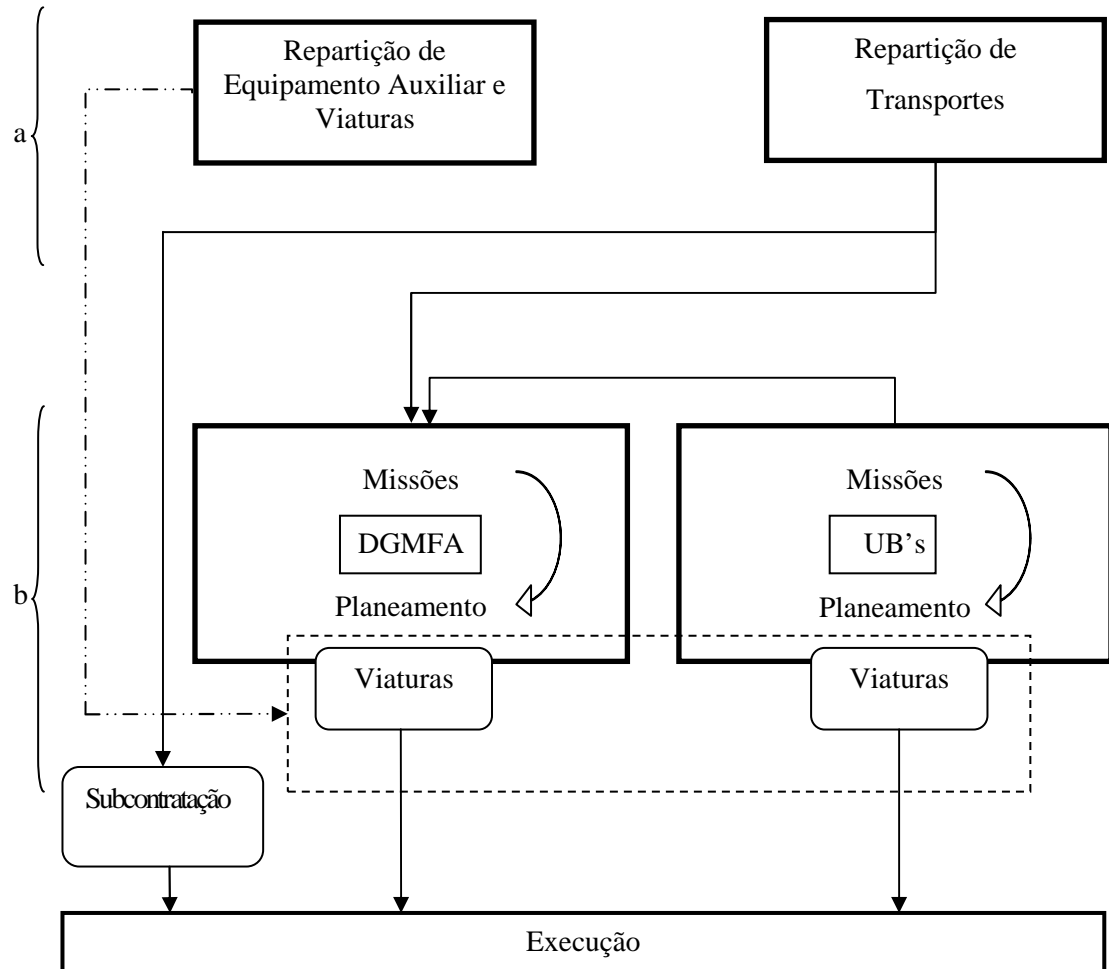 Repartição de
Equipamento Auxiliar e
Viaturas
Repartição de
Transportes
a
Missões
DGMFA
Planeamento
Viaturas
Missões
UB’s
Planeamento
Viaturas
b
Subcontratação
Execução